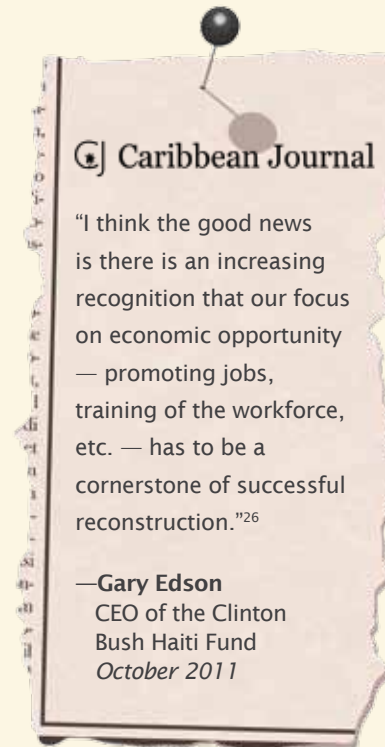 Caribbean Journal
“I think the good news
is there is an increasing
recognition that our focus
on economic opportunity
— promoting jobs,
training of the workforce,
etc. — has to be a
cornerstone of successful
reconstruction.”26
—Gary Edson
CEO of the Clinton
Bush Haiti Fund
October 2011